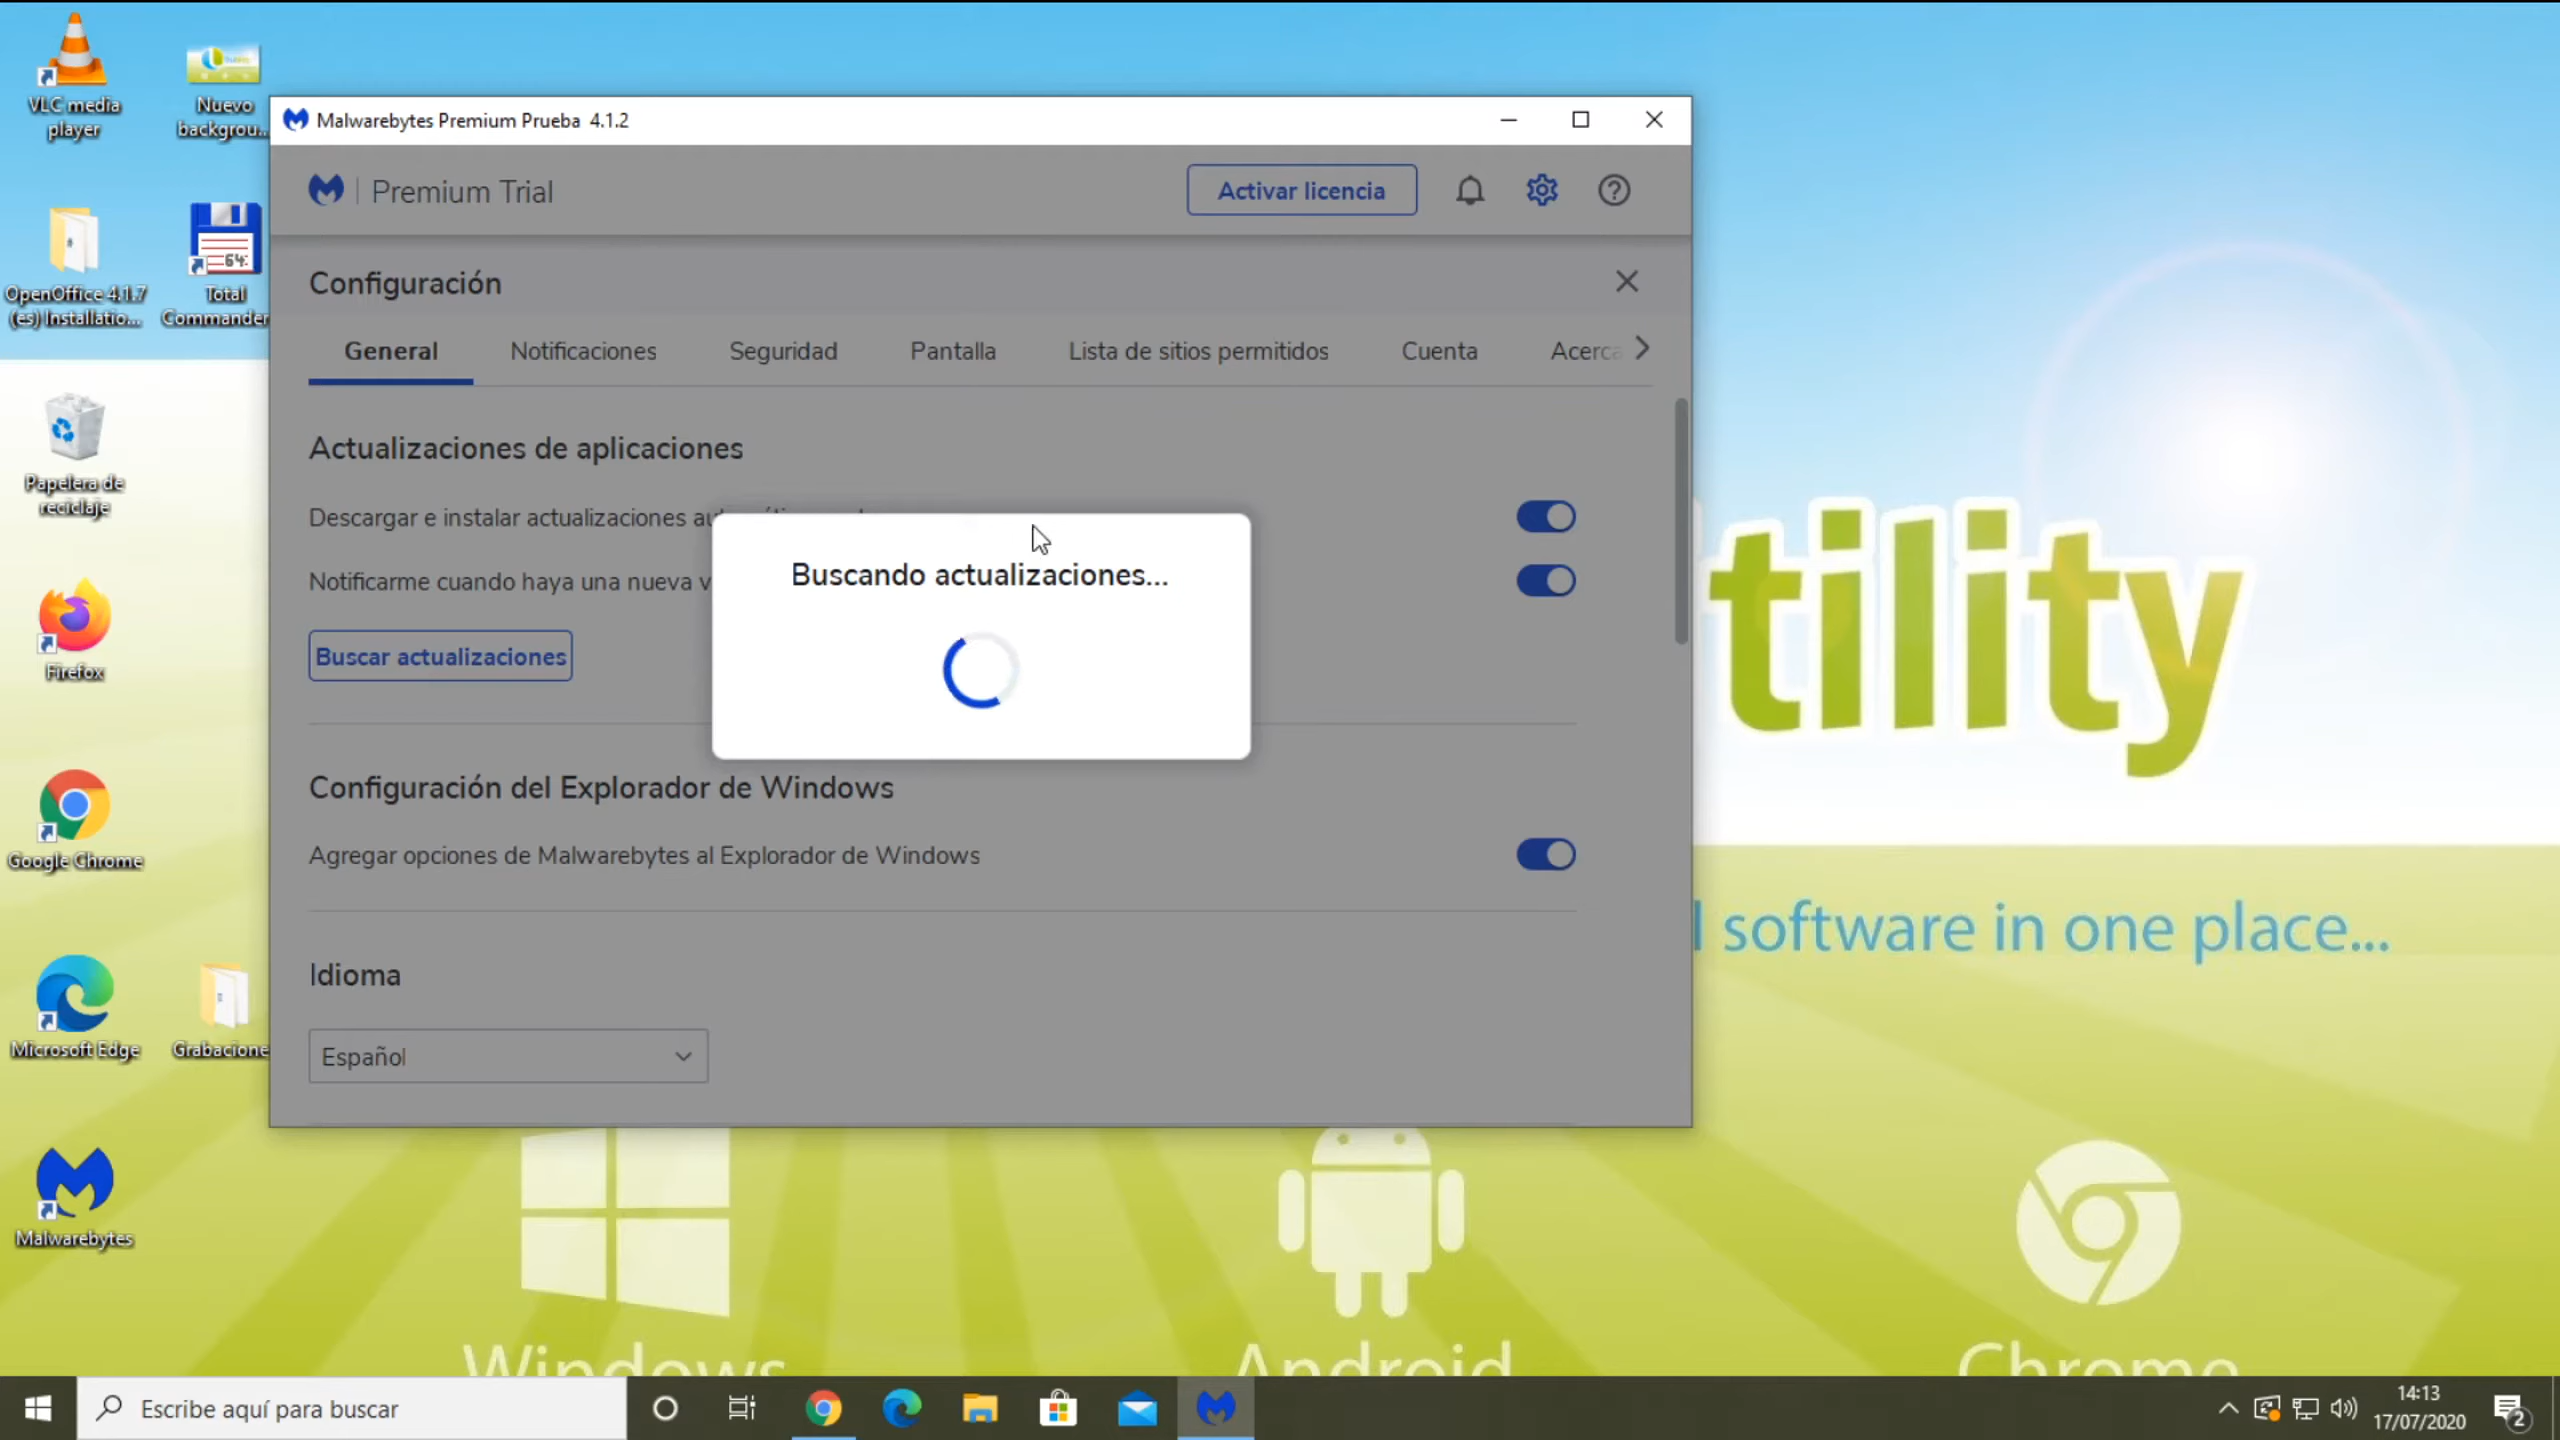 VLC media
player
Nuevo
backgrou...
OpenOffice 4.1.7
(es) Installatio...
Total
Commander
64
Papelera de
reciclaje
Firefox
Google Chrome
Microsoft Edge
Grabacione
Malwarebytes
Malwarebytes Premium Prueba 4.1.2
Premium Trial
Activar licencia
Configuración
General
Notificaciones
Seguridad
Pantalla
Lista de sitios permitidos
Cuenta
Acerca
Actualizaciones de aplicaciones
Descargar e instalar actualizaciones
Notificarme cuando haya una nueva v
Buscar actualizaciones
Buscando actualizaciones...
Configuración del Explorador de Windows
Agregar opciones de Malwarebytes al Explorador de Windows
Idioma
Español
tility
software in one place...
Windows
Android
Chrome
Escribe aquí para buscar
14:13
17/07/2020
2